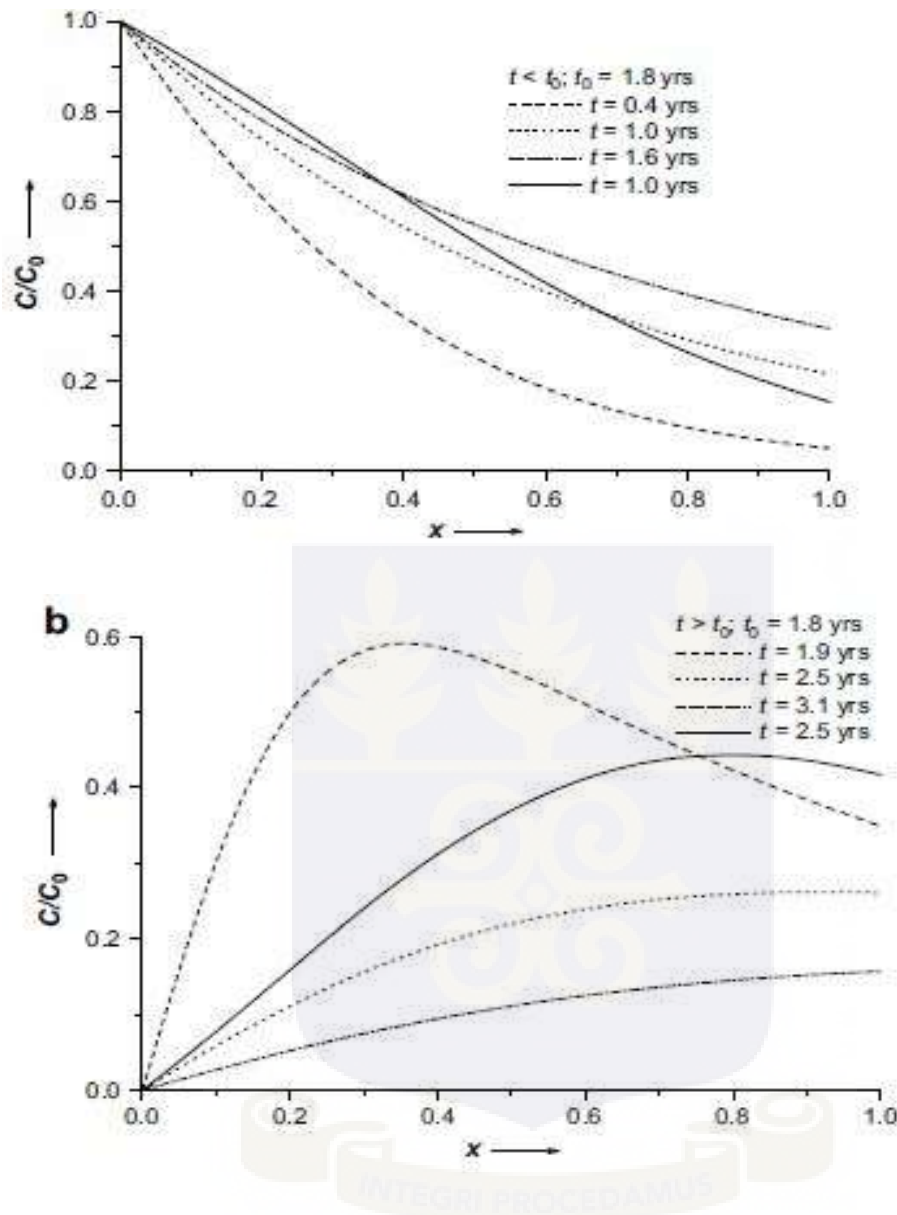 1.0
0.8
0.6
0.4
0.2
0.0
C/C₀
t < t₀; t₀ = 1.8 yrs
t = 0.4 yrs
t = 1.0 yrs
t = 1.6 yrs
t = 1.0 yrs
0.0 0.2 0.4 0.6 0.8 1.0
x
b
0.6
0.4
0.2
0.0
C/C₀
t > t₀; t₀ = 1.8 yrs
t = 1.9 yrs
t = 2.5 yrs
t = 3.1 yrs
t = 2.5 yrs
0.0 0.2 0.4 0.6 0.8 1.0
x
INTEGRI PROCEDAMUS